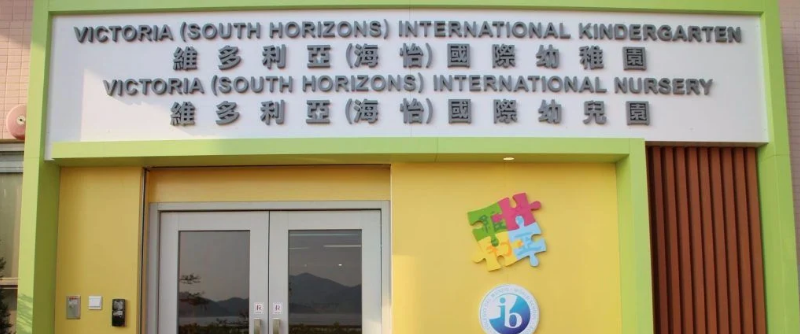 VICTORIA (SOUTH HORIZONS) INTERNATIONAL KINDERGARTEN
維多利亞(海怡)國際幼稚園
VICTORIA (SOUTH HORIZONS) INTERNATIONAL NURSERY
維多利亞(海怡)國際幼兒園
ib